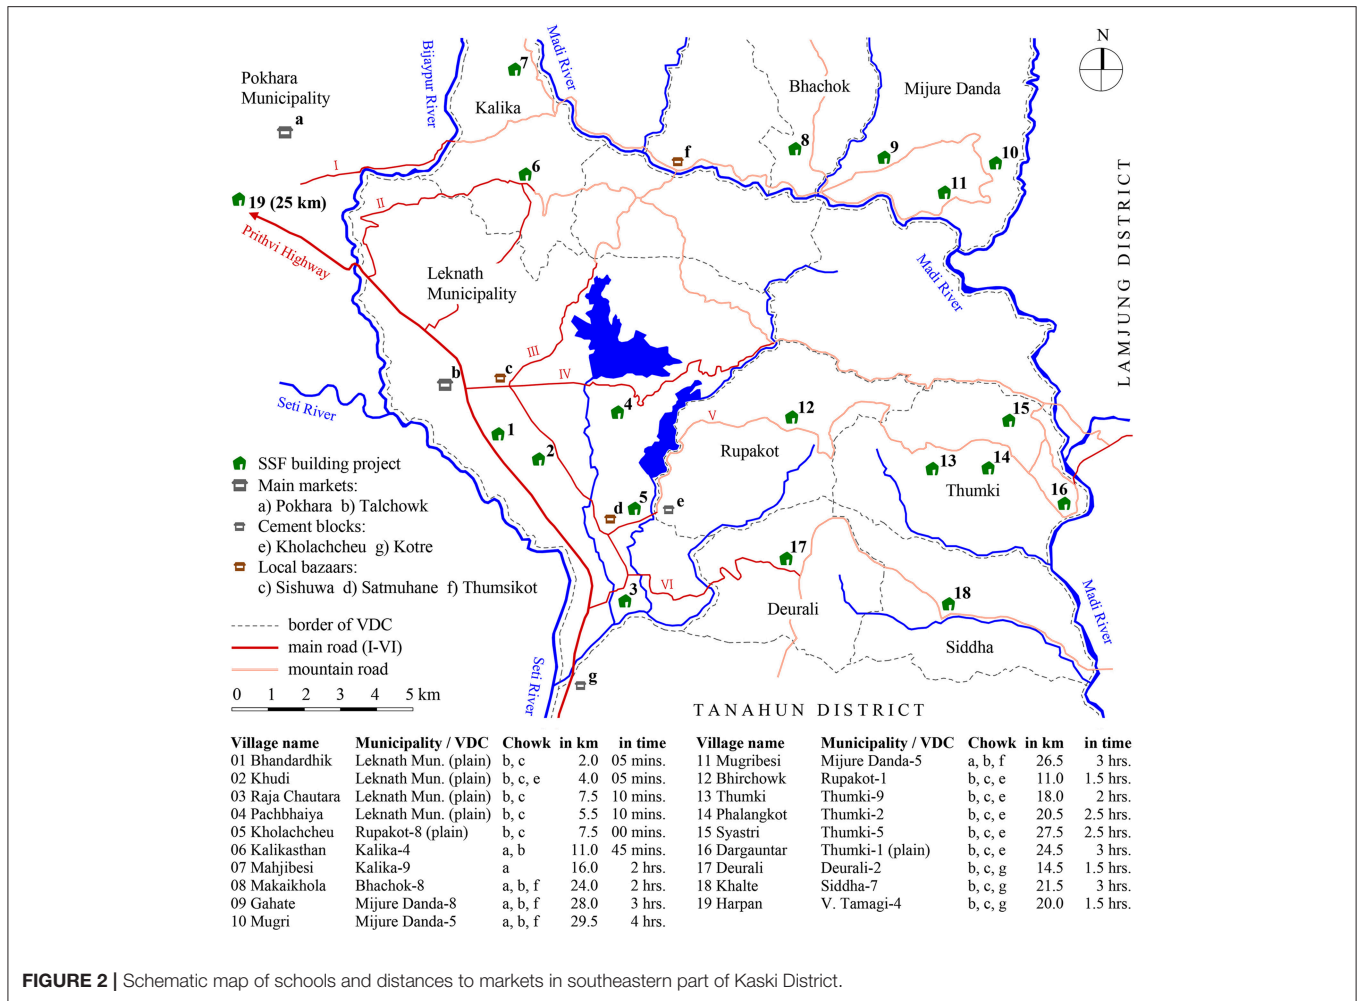 N
Pokhara
Municipality
a
Bijaypur River
Madi River
7
Kalika
Bhachok
Mijure Danda
8
9
10
11
f
6
I
II
19 (25 km)
Prithvi Highway
Leknath
Municipality
Madi River
LAMJUNG DISTRICT
III
IV
b
c
Seti River
4
1
2
V
12
Rupakot
15
13
14
Thumki
16
d
5
e
17
VI
3
Deurali
18
Siddha
Madi River
Seti River
g
TANAHUN DISTRICT
SSF building project
Main markets:
a) Pokhara b) Talchowk
Cement blocks:
e) Kholachcheu g) Kotre
Local bazaars:
c) Sishuwa d) Satmuhane f) Thumsikot
border of VDC
main road (I-VI)
mountain road
0 1 2 3 4 5 km
Village name Municipality / VDC Chowk in km in time
01 Bhandardhik Leknath Mun. (plain) b, c 2.0 05 mins.
02 Khudi Leknath Mun. (plain) b, c, e 4.0 05 mins.
03 Raja Chautara Leknath Mun. (plain) b, c 7.5 10 mins.
04 Pachbhaiya Leknath Mun. (plain) b, c 5.5 10 mins.
05 Kholachcheu Rupakot-8 (plain) b, c 7.5 00 mins.
06 Kalikasthan Kalika-4 a, b 11.0 45 mins.
07 Mahjibesi Kalika-9 a 16.0 2 hrs.
08 Makaikhola Bhachok-8 a, b, f 24.0 2 hrs.
09 Gahate Mijure Danda-8 a, b, f 28.0 3 hrs.
10 Mugri Mijure Danda-5 a, b, f 29.5 4 hrs.
Village name Municipality / VDC Chowk in km in time
11 Mugribesi Mijure Danda-5 a, b, f 26.5 3 hrs.
12 Bhirchowk Rupakot-1 b, c, e 11.0 1.5 hrs.
13 Thumki Thumki-9 b, c, e 18.0 2 hrs.
14 Phalangkot Thumki-2 b, c, e 20.5 2.5 hrs.
15 Syastri Thumki-5 b, c, e 27.5 2.5 hrs.
16 Dargauntar Thumki-1 (plain) b, c, e 24.5 3 hrs.
17 Deurali Deurali-2 b, c, g 14.5 1.5 hrs.
18 Khalte Siddha-7 b, c, g 21.5 3 hrs.
19 Harpan V. Tamagi-4 b, c, g 20.0 1.5 hrs.
FIGURE 2 | Schematic map of schools and distances to markets in southeastern part of Kaski District.